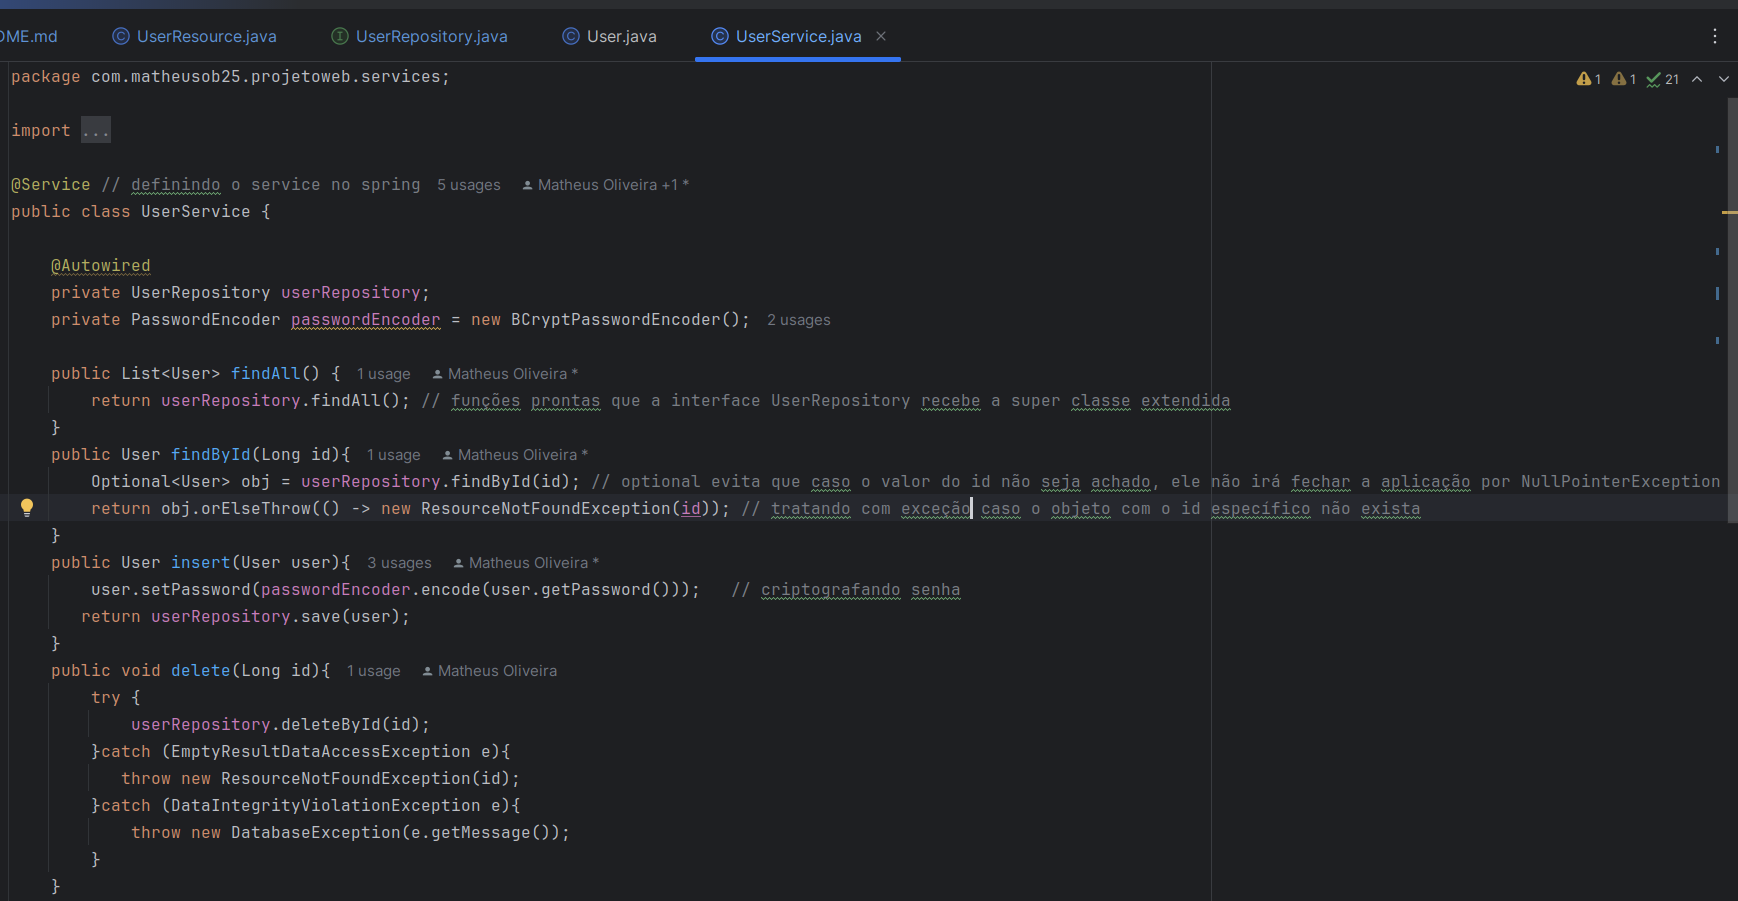 OME.md UserResource.java UserRepository.java User.java UserService.java
package com.matheusob25.projetoweb.services; 1 1 21
import ...
@Service // definindo o service no spring 5 usages Matheus Oliveira +1 *
public class UserService {
@Autowired
private UserRepository userRepository;
private PasswordEncoder passwordEncoder = new BCryptPasswordEncoder(); 2 usages
public List<User> findAll() { 1 usage Matheus Oliveira *
return userRepository.findAll(); // funções prontas que a interface UserRepository recebe a super classe extendida
}
public User findById(Long id){ 1 usage Matheus Oliveira *
Optional<User> obj = userRepository.findById(id); // optional evita que caso o valor do id não seja achado, ele não irá fechar a aplicação por NullPointerException
return obj.orElseThrow(() -> new ResourceNotFoundException(id)); // tratando com exceção caso o objeto com o id específico não exista
}
public User insert(User user){ 3 usages Matheus Oliveira *
user.setPassword(passwordEncoder.encode(user.getPassword())); // criptografando senha
return userRepository.save(user);
}
public void delete(Long id){ 1 usage Matheus Oliveira
try {
userRepository.deleteById(id);
}catch (EmptyResultDataAccessException e){
throw new ResourceNotFoundException(id);
}catch (DataIntegrityViolationException e){
throw new DatabaseException(e.getMessage());
}
}